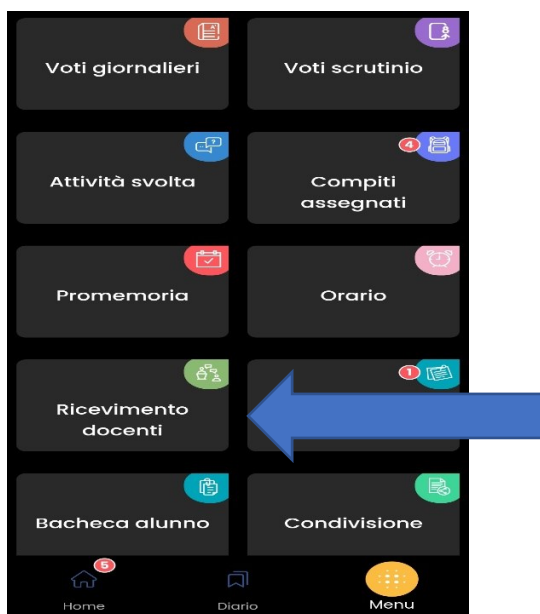 Voti giornalieri
Voti scrutinio
Attività svolta
4
Compiti
assegnati
Promemoria
Orario
Ricevimento
docenti
1
Bacheca alunno
Condivisione
5
Home
Diario
Menu